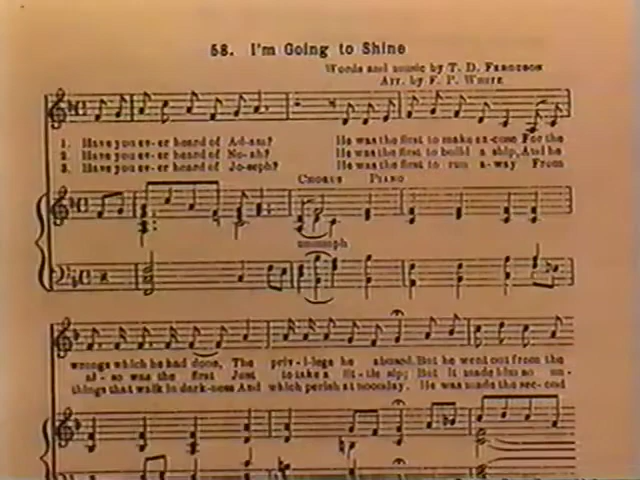 58. I'm Going to Shine
Words and music by T. D. Ferguson
Arr. by F. P. White
1. Have you ev-er heard of Ad-am? He was the first to make ex-cuse For the
2. Have you ev-er heard of No-ah? He was the first to build a ship, And he
3. Have you ev-er heard of Jo-seph? He was the first to run a-way From
CHORUS PIANO
wrongs which he had done, The priv-i-lege he abused. But he went out from the
al-so was the first Just to take a lit-tle sip; But it made him so un-
things that walk in dark-ness And which perish at noonday. He was made the sec-ond